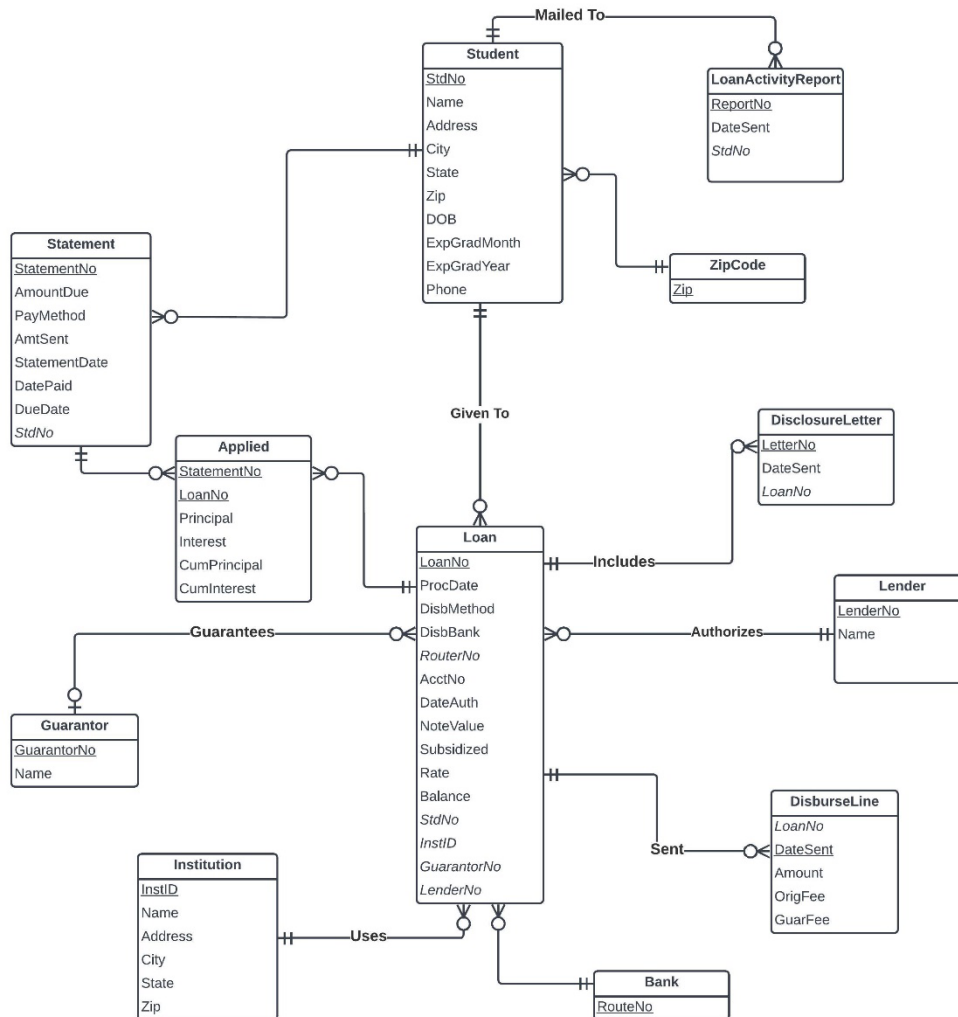 Mailed To
Student
StdNo
Name
Address
City
State
Zip
DOB
ExpGradMonth
ExpGradYear
Phone
LoanActivityReport
ReportNo
DateSent
StdNo
ZipCode
Zip
Statement
StatementNo
AmountDue
PayMethod
AmtSent
StatementDate
DatePaid
DueDate
StdNo
Given To
Applied
StatementNo
LoanNo
Principal
Interest
CumPrincipal
CumInterest
DisclosureLetter
LetterNo
DateSent
LoanNo
Loan
LoanNo
ProcDate
DisbMethod
DisbBank
RouterNo
AcctNo
DateAuth
NoteValue
Subsidized
Rate
Balance
StdNo
InstID
GuarantorNo
LenderNo
Includes
Lender
LenderNo
Name
Authorizes
Guarantees
Guarantor
GuarantorNo
Name
DisburseLine
LoanNo
DateSent
Amount
OrigFee
GuarFee
Sent
Institution
InstID
Name
Address
City
State
Zip
Uses
Bank
RouteNo